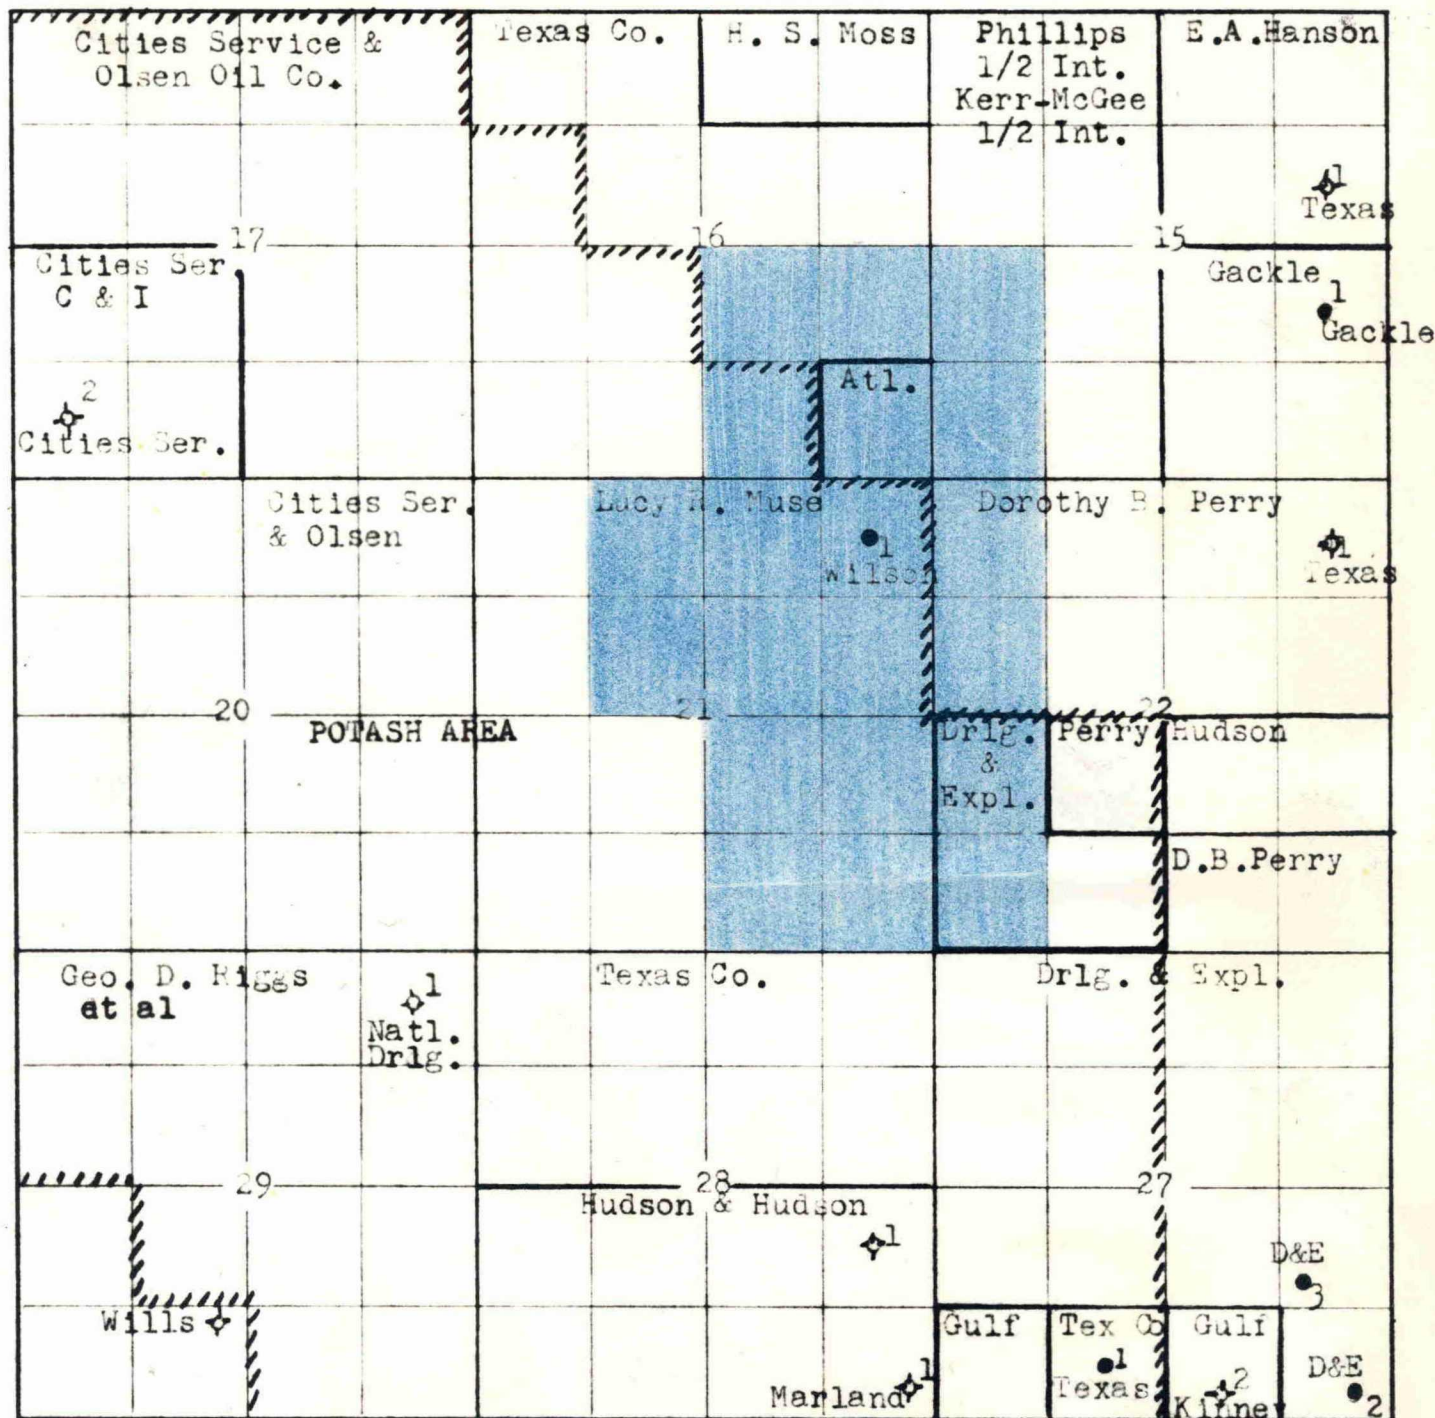 Cities Service &
Olsen Oil Co.
Texas Co.
H. S. Moss
Phillips
1/2 Int.
Kerr-McGee
1/2 Int.
E.A.Hanson
1
Texas
17
16
15
Cities Ser.
C & I
Gackle
1
Gackle
2
Cities Ser.
Atl.
Cities Ser.
& Olsen
Lucy R. Muse
1
Wilson
Dorothy B. Perry
1
Texas
20
POTASH AREA
21
22
Drlg.
&
Expl.
Perry
Hudson
D.B.Perry
Geo. D. Riggs
et al
1
Natl.
Drlg.
Texas Co.
Drlg. & Expl.
29
28
27
Hudson & Hudson
1
D&E
3
Wills
Gulf
Tex Co
1
Texas
Gulf
2
Kinney
D&E
2
1
Marland